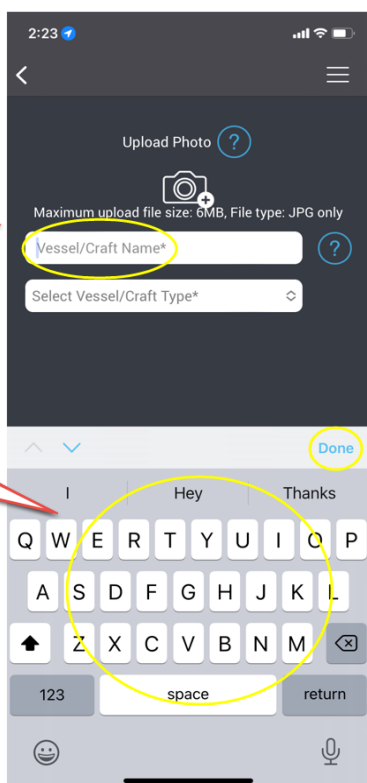 2:23
Upload Photo ?
Maximum upload file size: 6MB, File type: JPG only
Vessel/Craft Name*
?
Select Vessel/Craft Type*
Done
I Hey Thanks
Q W E R T Y U I O P
A S D F G H J K L
Z X C V B N M
123 space return